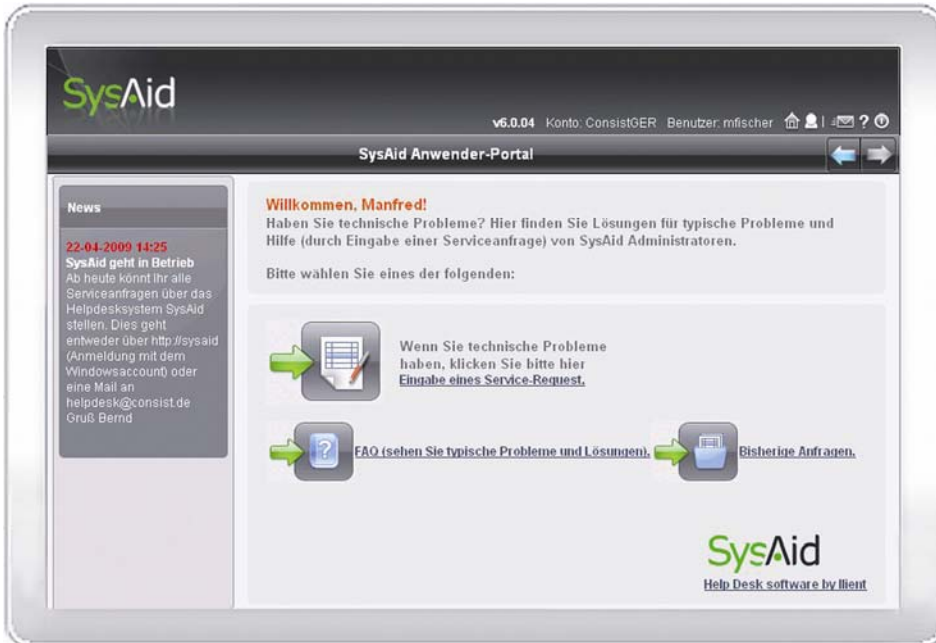 SysAid
v6.0.04 Konto: ConsistGER Benutzer: mfischer
SysAid Anwender-Portal
News
22-04-2009 14:25
SysAid geht in Betrieb
Ab heute könnt Ihr alle
Serviceanfragen über das
Helpdesksystem SysAid
stellen. Dies geht
entweder über http://sysaid
(Anmeldung mit dem
Windowsaccount) oder
eine Mail an
helpdesk@consist.de
Gruß Bernd
Willkommen, Manfred!
Haben Sie technische Probleme? Hier finden Sie Lösungen für typische Probleme und
Hilfe (durch Eingabe einer Serviceanfrage) von SysAid Administratoren.
Bitte wählen Sie eines der folgenden:
Wenn Sie technische Probleme
haben, klicken Sie bitte hier
Eingabe eines Service-Request.
FAQ (sehen Sie typische Probleme und Lösungen).
Bisherige Anfragen.
SysAid
Help Desk software by Ilient